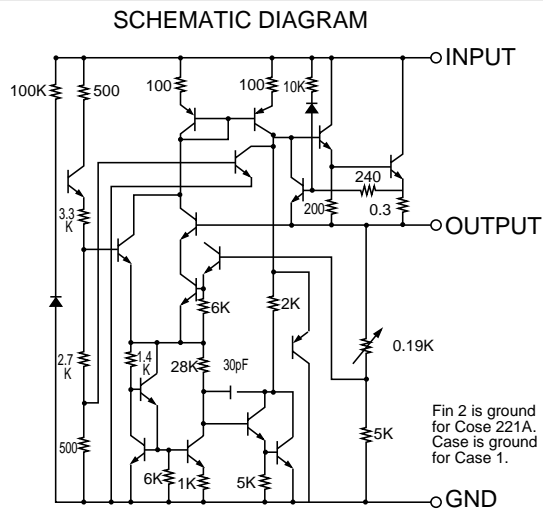 SCHEMATIC DIAGRAM
INPUT
100K
500
100
100
10K
240
200
0.3
OUTPUT
3.3
K
6K
2K
0.19K
2.7
K
1.4
K
28K
30pF
Fin 2 is ground
for Cose 221A.
Case is ground
for Case 1.
500
6K
1K
5K
5K
GND